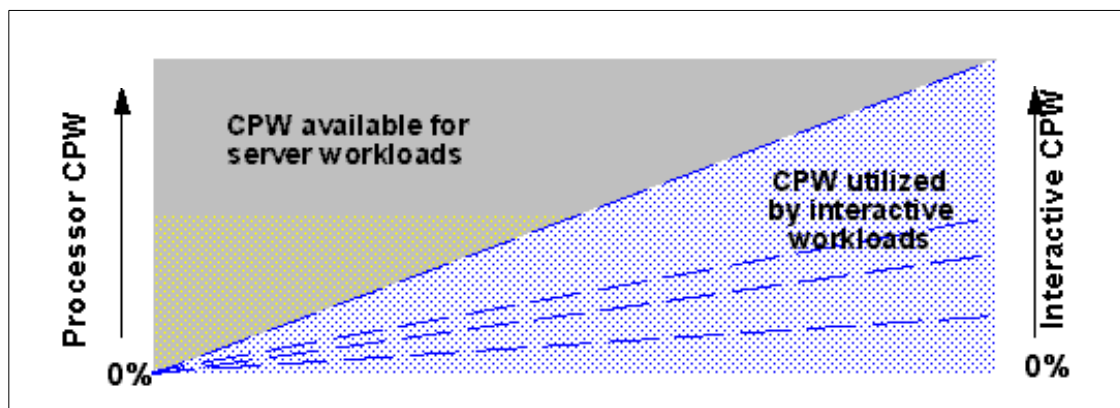 Processor CPW
CPW available for
server workloads
CPW utilized
by interactive
workloads
Interactive CPW
0%
0%